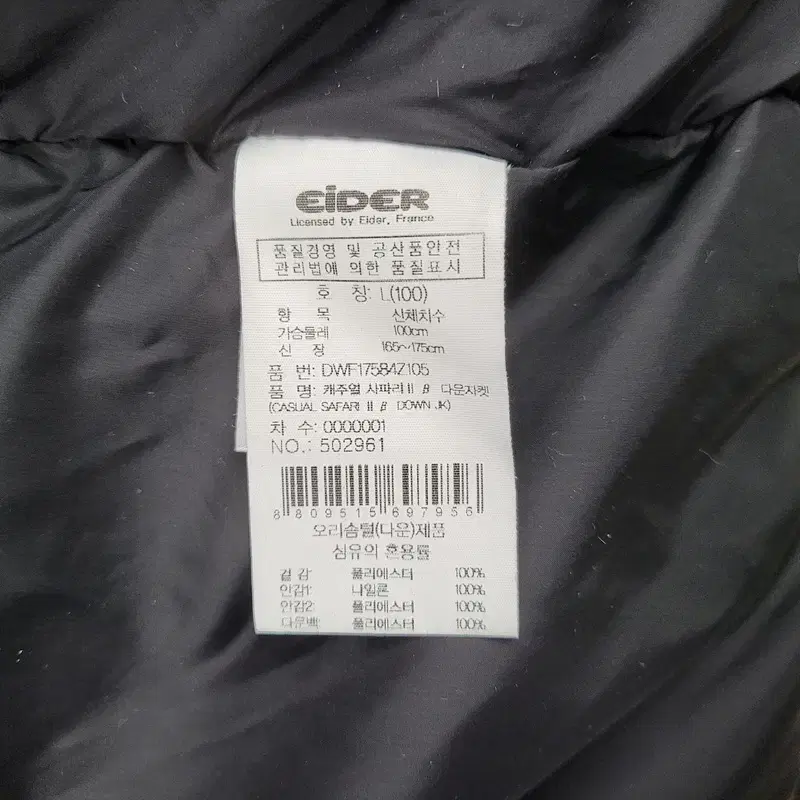 EiDER
Licensed by Eider, France
품질경영 및 공산품안전
관리법에 의한 품질표시
호 칭: L(100)
항 목 신체치수
가슴둘레 100cm
신 장 165~175cm
품 번: DWF17584Z105
품 명: 캐주얼 사파리 II β 다운자켓
(CASUAL SAFARI II β DOWN JK)
차 수: 0000001
NO.: 502961
8 809515 697956
오리솜털(다운)제품
섬유의 혼용률
겉감: 폴리에스터 100%
안감1: 나일론 100%
안감2: 폴리에스터 100%
다운백: 폴리에스터 100%